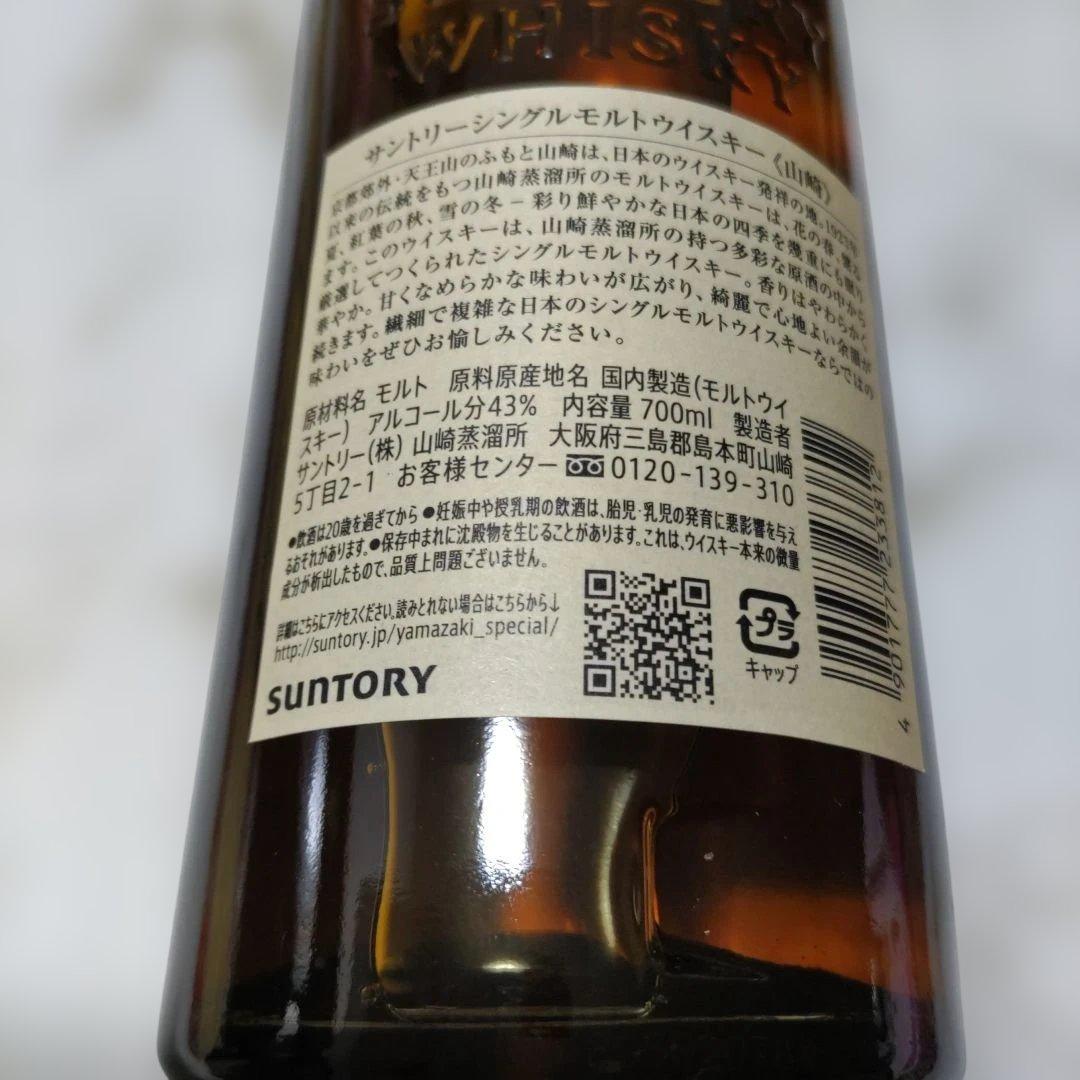 WHISKY
サントリーシングルモルトウイスキー《山崎》
京都郊外・天王山のふもと山崎は、日本のウイスキー発祥の地。1923年
以来の伝統をもつ山崎蒸溜所のモルトウイスキーは、花の春、
夏、紅葉の秋、雪の冬－彩り鮮やかな日本の四季を幾重にも
ます。このウイスキーは、山崎蒸溜所の持つ多彩な原酒の中から
厳選してつくられたシングルモルトウイスキー。香りはやわらかく
華やか。甘くなめらかな味わいが広がり、綺麗で心地よい余韻が
続きます。繊細で複雑な日本のシングルモルトウイスキーならではの
味わいをぜひお愉しみください。
原材料名 モルト 原料原産地名 国内製造(モルトウイ
スキー) アルコール分43% 内容量 700ml 製造者
サントリー(株) 山崎蒸溜所 大阪府三島郡島本町山崎
5丁目2-1 お客様センター 0120-139-310
●飲酒は20歳を過ぎてから ●妊娠中や授乳期の飲酒は、胎児・乳児の発育に悪影響を与え
るおそれがあります。●保存中まれに沈殿物を生じることがあります。これは、ウイスキー本来の微量
成分が析出したもので、品質上問題ございません。
詳細はこちらにアクセスください。読みとれない場合はこちらから↓
http://suntory.jp/yamazaki_special/
SUNTORY
プラ
キャップ
4 901777 233812